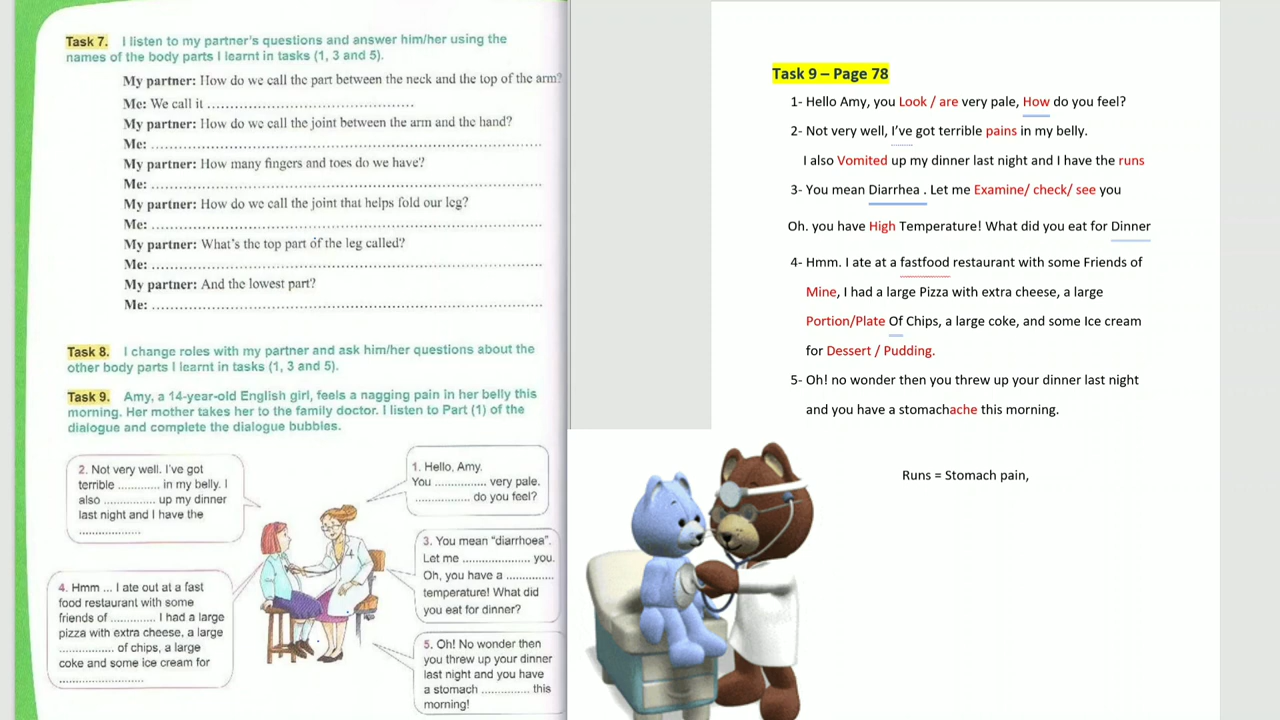 Task 7. I listen to my partner's questions and answer him/her using the
names of the body parts I learnt in tasks (1, 3 and 5).
My partner: How do we call the part between the neck and the top of the arm?
Me: We call it ................................................
My partner: How do we call the joint between the arm and the hand?
Me: ................................................................................
My partner: How many fingers and toes do we have?
Me: ................................................................................
My partner: How do we call the joint that helps fold our leg?
Me: ................................................................................
My partner: What's the top part of the leg called?
Me: ................................................................................
My partner: And the lowest part?
Me: ................................................................................
Task 8. I change roles with my partner and ask him/her questions about the
other body parts I learnt in tasks (1, 3 and 5).
Task 9. Amy, a 14-year-old English girl, feels a nagging pain in her belly this
morning. Her mother takes her to the family doctor. I listen to Part (1) of the
dialogue and complete the dialogue bubbles.
1. Hello, Amy.
You .............. very pale.
.............. do you feel?
2. Not very well. I've got
terrible ........... in my belly. I
also .............. up my dinner
last night and I have the
.................
3. You mean "diarrhoea".
Let me .................... you.
Oh, you have a .............
temperature! What did
you eat for dinner?
4. Hmm ... I ate out at a fast
food restaurant with some
friends of ............. I had a large
pizza with extra cheese, a large
................ of chips, a large
coke and some ice cream for
........................
5. Oh! No wonder then
you threw up your dinner
last night and you have
a stomach ............. this
morning!
Task 9 – Page 78
1- Hello Amy, you Look / are very pale, How do you feel?
2- Not very well, I've got terrible pains in my belly.
I also Vomited up my dinner last night and I have the runs
3- You mean Diarrhea . Let me Examine/ check/ see you
Oh. you have High Temperature! What did you eat for Dinner
4- Hmm. I ate at a fastfood restaurant with some Friends of
Mine, I had a large Pizza with extra cheese, a large
Portion/Plate Of Chips, a large coke, and some Ice cream
for Dessert / Pudding.
5- Oh! no wonder then you threw up your dinner last night
and you have a stomachache this morning.
Runs = Stomach pain,